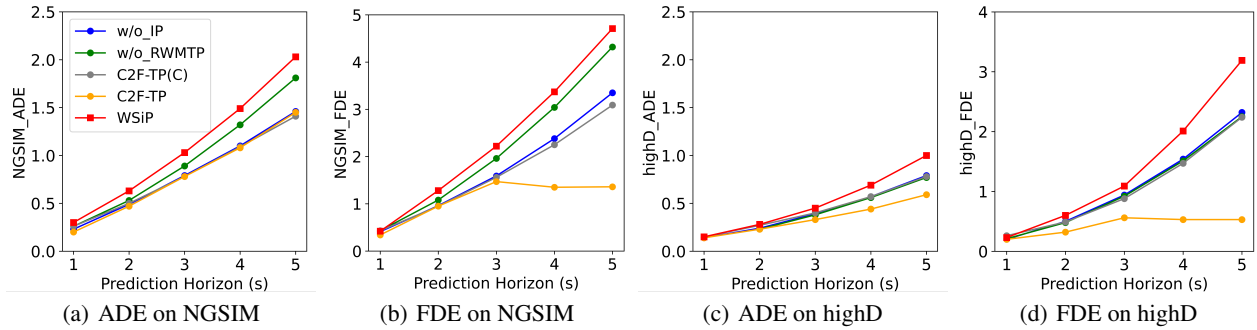 2.5
2.0
1.5
1.0
0.5
0.0
NGSIM_ADE
w/o_IP
w/o_RWMTP
C2F-TP(C)
C2F-TP
WSiP
1 2 3 4 5
Prediction Horizon (s)
(a) ADE on NGSIM
5
4
3
2
1
0
NGSIM_FDE
1 2 3 4 5
Prediction Horizon (s)
(b) FDE on NGSIM
2.5
2.0
1.5
1.0
0.5
0.0
highD_ADE
1 2 3 4 5
Prediction Horizon (s)
(c) ADE on highD
4
3
2
1
0
highD_FDE
1 2 3 4 5
Prediction Horizon (s)
(d) FDE on highD